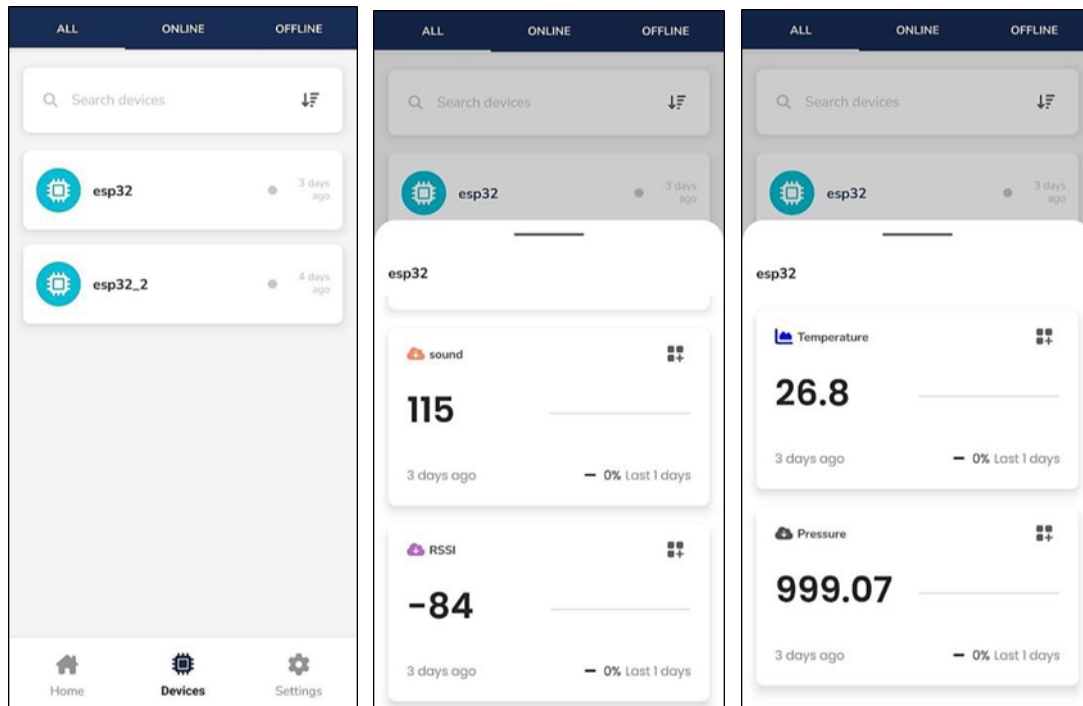 ALL ONLINE OFFLINE
Search devices
esp32
3 days
ago
esp32_2
4 days
ago
Home Devices Settings
ALL ONLINE OFFLINE
Search devices
esp32
3 days
ago
esp32
sound
115
3 days ago
0% Last 1 days
RSSI
-84
3 days ago
0% Last 1 days
ALL ONLINE OFFLINE
Search devices
esp32
3 days
ago
esp32
Temperature
26.8
3 days ago
0% Last 1 days
Pressure
999.07
3 days ago
0% Last 1 days